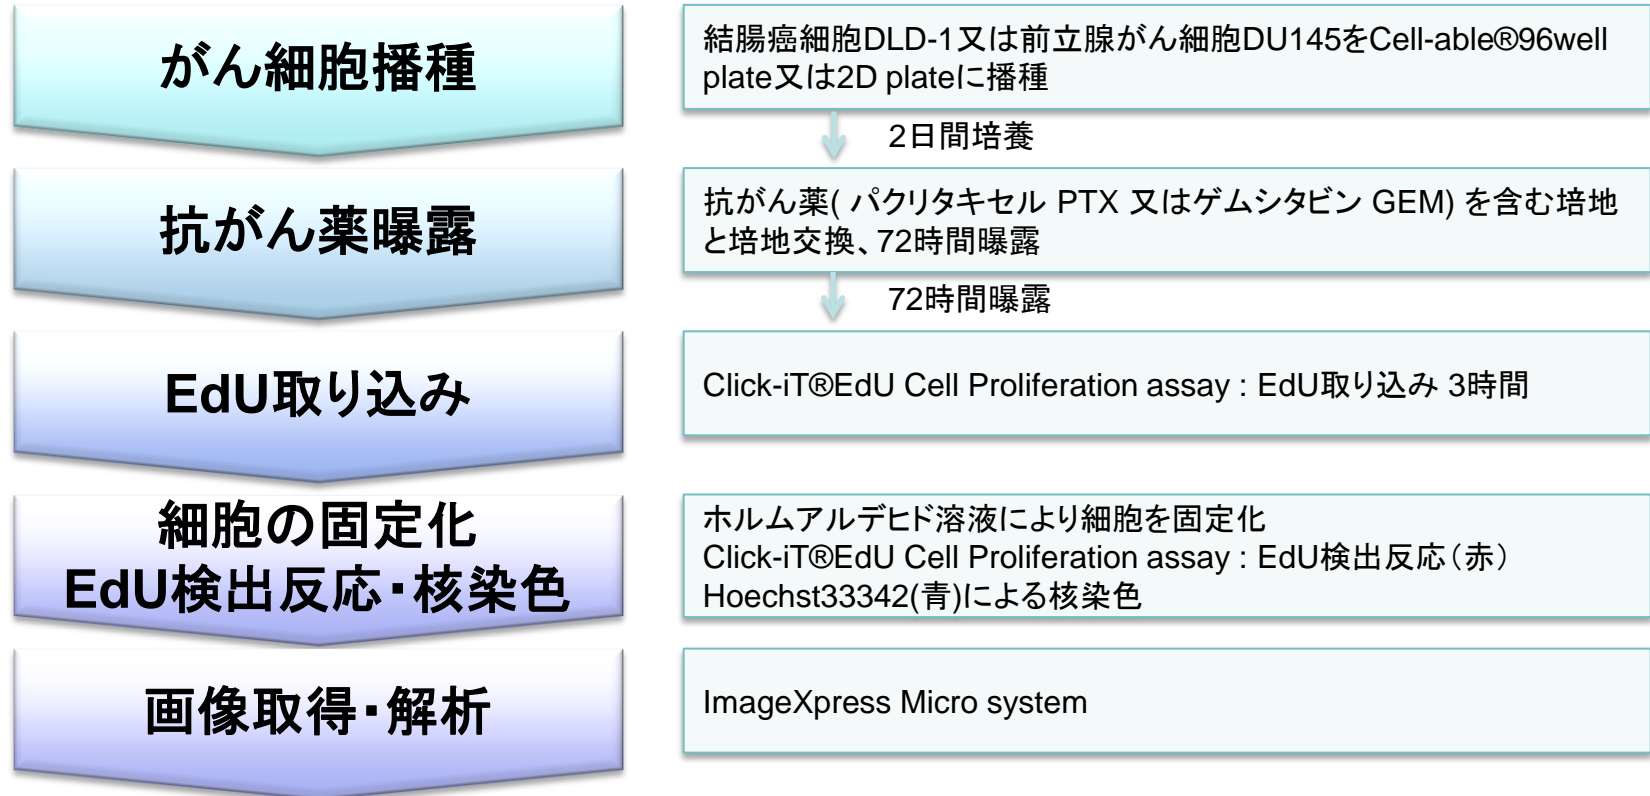 がん細胞播種
結腸癌細胞DLD-1又は前立腺がん細胞DU145をCell-able®96well
plate又は2D plateに播種
2日間培養
抗がん薬曝露
抗がん薬( パクリタキセル PTX 又はゲムシタビン GEM) を含む培地
と培地交換、72時間曝露
72時間曝露
EdU取り込み
Click-iT®EdU Cell Proliferation assay : EdU取り込み 3時間
細胞の固定化
EdU検出反応・核染色
ホルムアルデヒド溶液により細胞を固定化
Click-iT®EdU Cell Proliferation assay : EdU検出反応（赤）
Hoechst33342(青)による核染色
画像取得・解析
ImageXpress Micro system